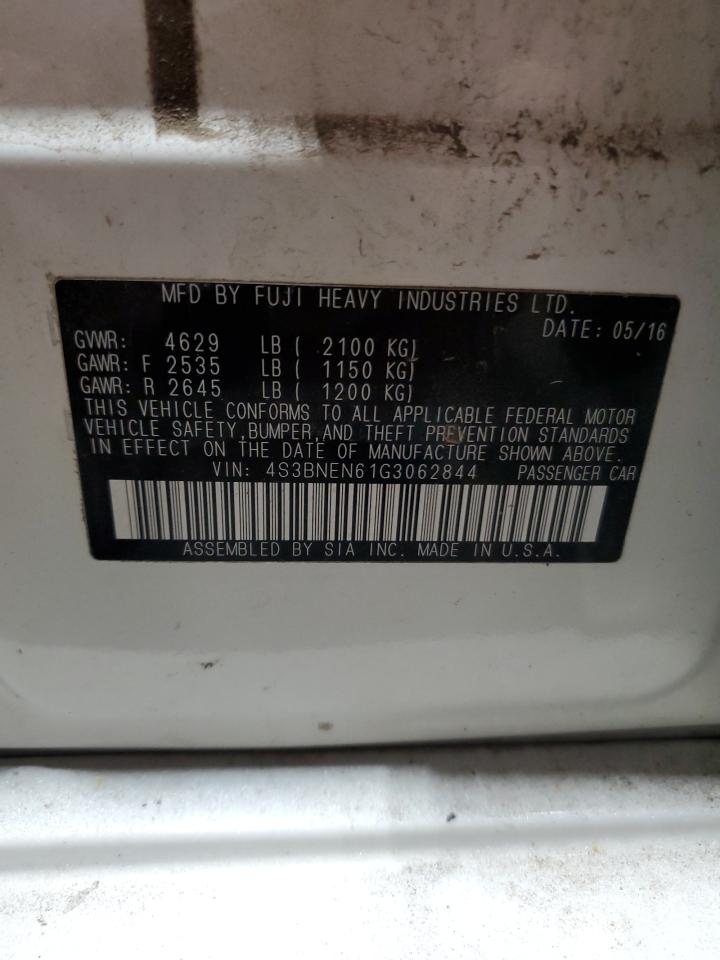 MFD BY FUJI HEAVY INDUSTRIES LTD.
DATE: 05/16
GVWR: 4629 LB ( 2100 KG)
GAWR: F 2535 LB ( 1150 KG)
GAWR: R 2645 LB ( 1200 KG)
THIS VEHICLE CONFORMS TO ALL APPLICABLE FEDERAL MOTOR
VEHICLE SAFETY, BUMPER, AND THEFT PREVENTION STANDARDS
IN EFFECT ON THE DATE OF MANUFACTURE SHOWN ABOVE.
VIN: 4S3BNEN61G3062844 PASSENGER CAR
ASSEMBLED BY SIA INC. MADE IN U.S.A.